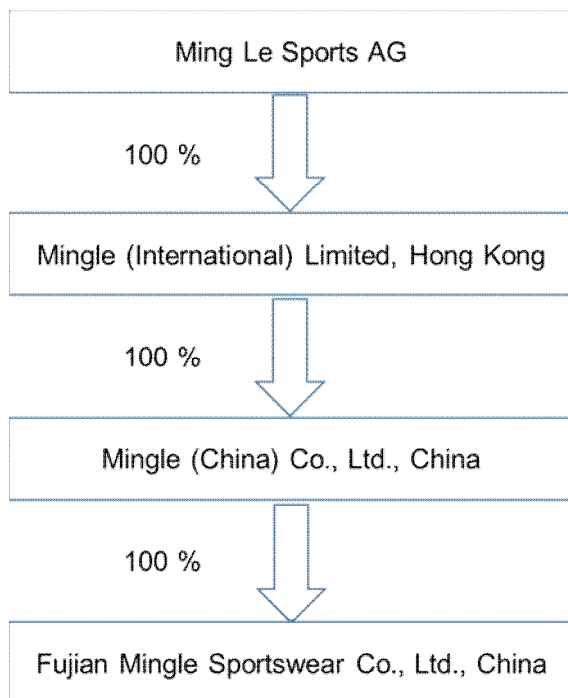 Ming Le Sports AG
100 %
Mingle (International) Limited, Hong Kong
100 %
Mingle (China) Co., Ltd., China
100 %
Fujian Mingle Sportswear Co., Ltd., China